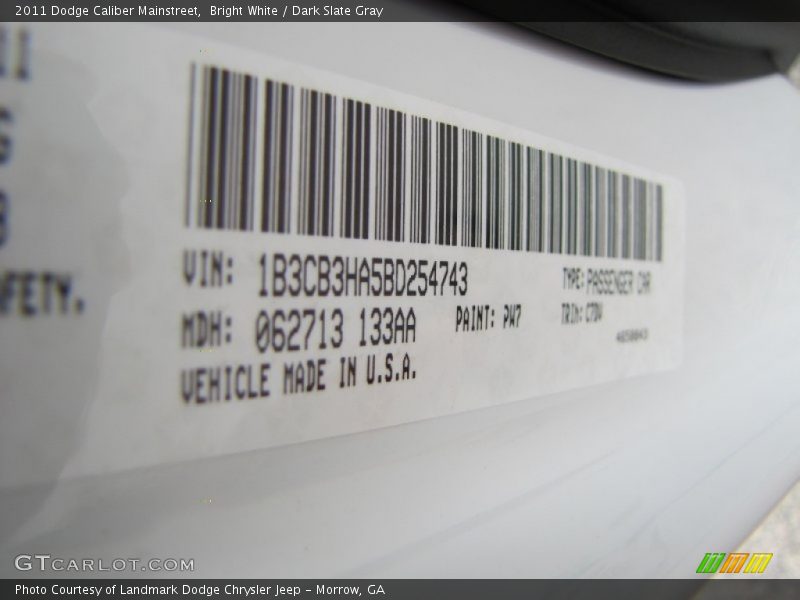 2011 Dodge Caliber Mainstreet, Bright White / Dark Slate Gray
FETY.
VIN: 1B3CB3HA5BD254743
TYPE: PASSENGER CAR
MDH: 062713 133AA
PAINT: PW7
TRIM:
VEHICLE MADE IN U.S.A.
GTCARLOT.COM
Photo Courtesy of Landmark Dodge Chrysler Jeep – Morrow, GA